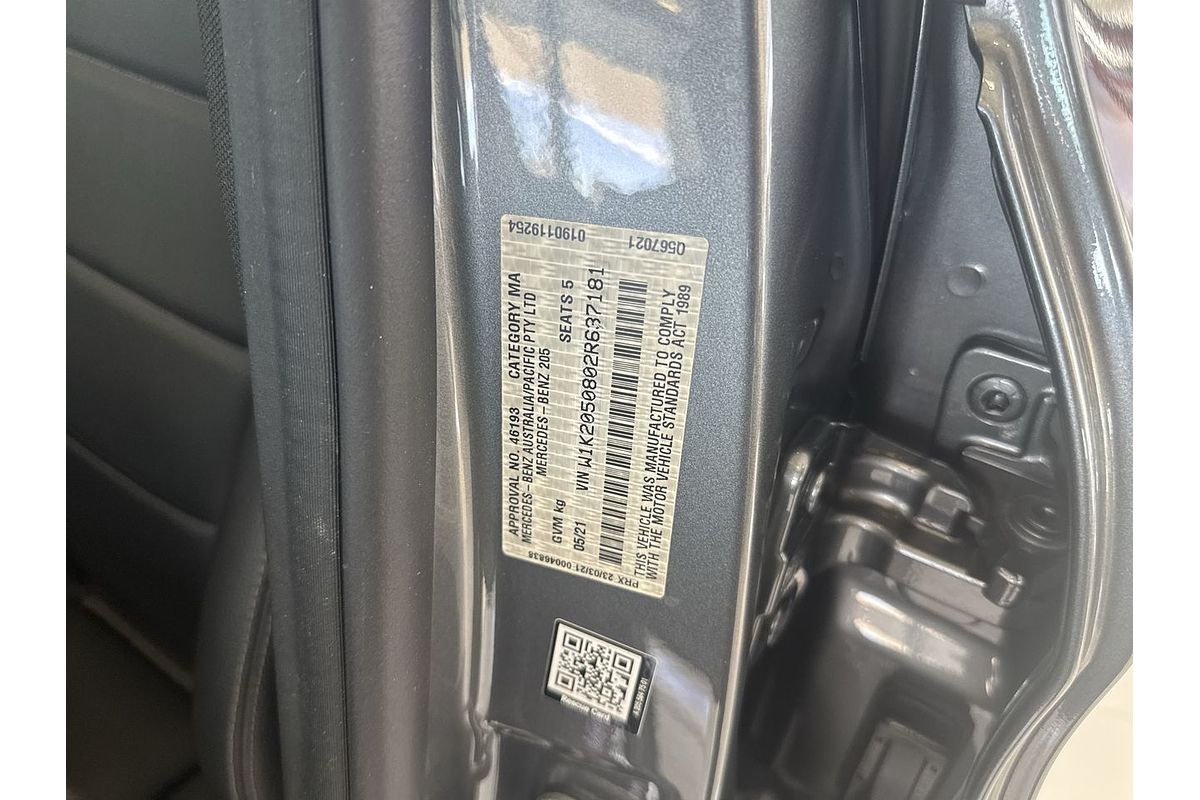 0190119254 0567021
APPROVAL NO. 46193 CATEGORY MA
MERCEDES-BENZ AUSTRALIA/PACIFIC PTY LTD
MERCEDES-BENZ 205
GVM kg SEATS 5
05/21 VIN W1K2050802R637181
THIS VEHICLE WAS MANUFACTURED TO COMPLY
WITH THE MOTOR VEHICLE STANDARDS ACT 1989
PRX 23/03/21 00046838
Rescue Card